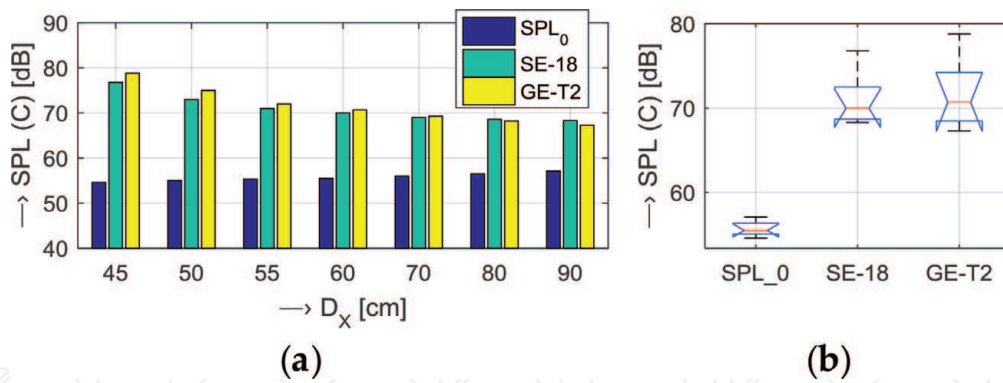 90
80
70
60
50
40
→ SPL (C) [dB]
SPL0
SE-18
GE-T2
45 50 55 60 70 80 90
→ DX [cm]
(a)
80
70
60
→ SPL (C) [dB]
SPL_0 SE-18 GE-T2
(b)